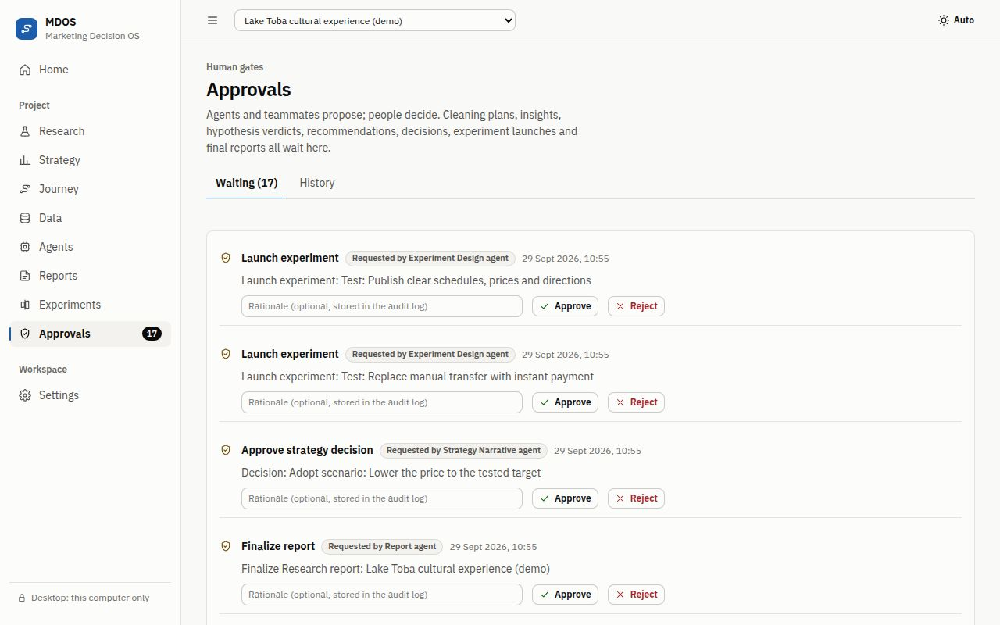 MDOS
Marketing Decision OS
Home
Project
Research
Strategy
Journey
Data
Agents
Reports
Experiments
Approvals 17
Workspace
Settings
Desktop: this computer only
Lake Toba cultural experience (demo)
Auto
Human gates
Approvals
Agents and teammates propose; people decide. Cleaning plans, insights,
hypothesis verdicts, recommendations, decisions, experiment launches and
final reports all wait here.
Waiting (17) History
Launch experiment Requested by Experiment Design agent 29 Sept 2026, 10:55
Launch experiment: Test: Publish clear schedules, prices and directions
Rationale (optional, stored in the audit log) Approve Reject
Launch experiment Requested by Experiment Design agent 29 Sept 2026, 10:55
Launch experiment: Test: Replace manual transfer with instant payment
Rationale (optional, stored in the audit log) Approve Reject
Approve strategy decision Requested by Strategy Narrative agent 29 Sept 2026, 10:55
Decision: Adopt scenario: Lower the price to the tested target
Rationale (optional, stored in the audit log) Approve Reject
Finalize report Requested by Report agent 29 Sept 2026, 10:55
Finalize Research report: Lake Toba cultural experience (demo)
Rationale (optional, stored in the audit log) Approve Reject